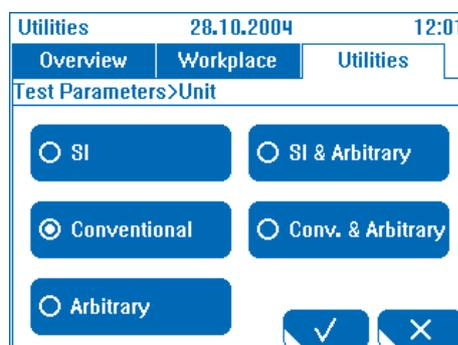 Utilities 28.10.2004 12:01
Overview Workplace Utilities
Test Parameters>Unit
SI SI & Arbitrary
Conventional Conv. & Arbitrary
Arbitrary